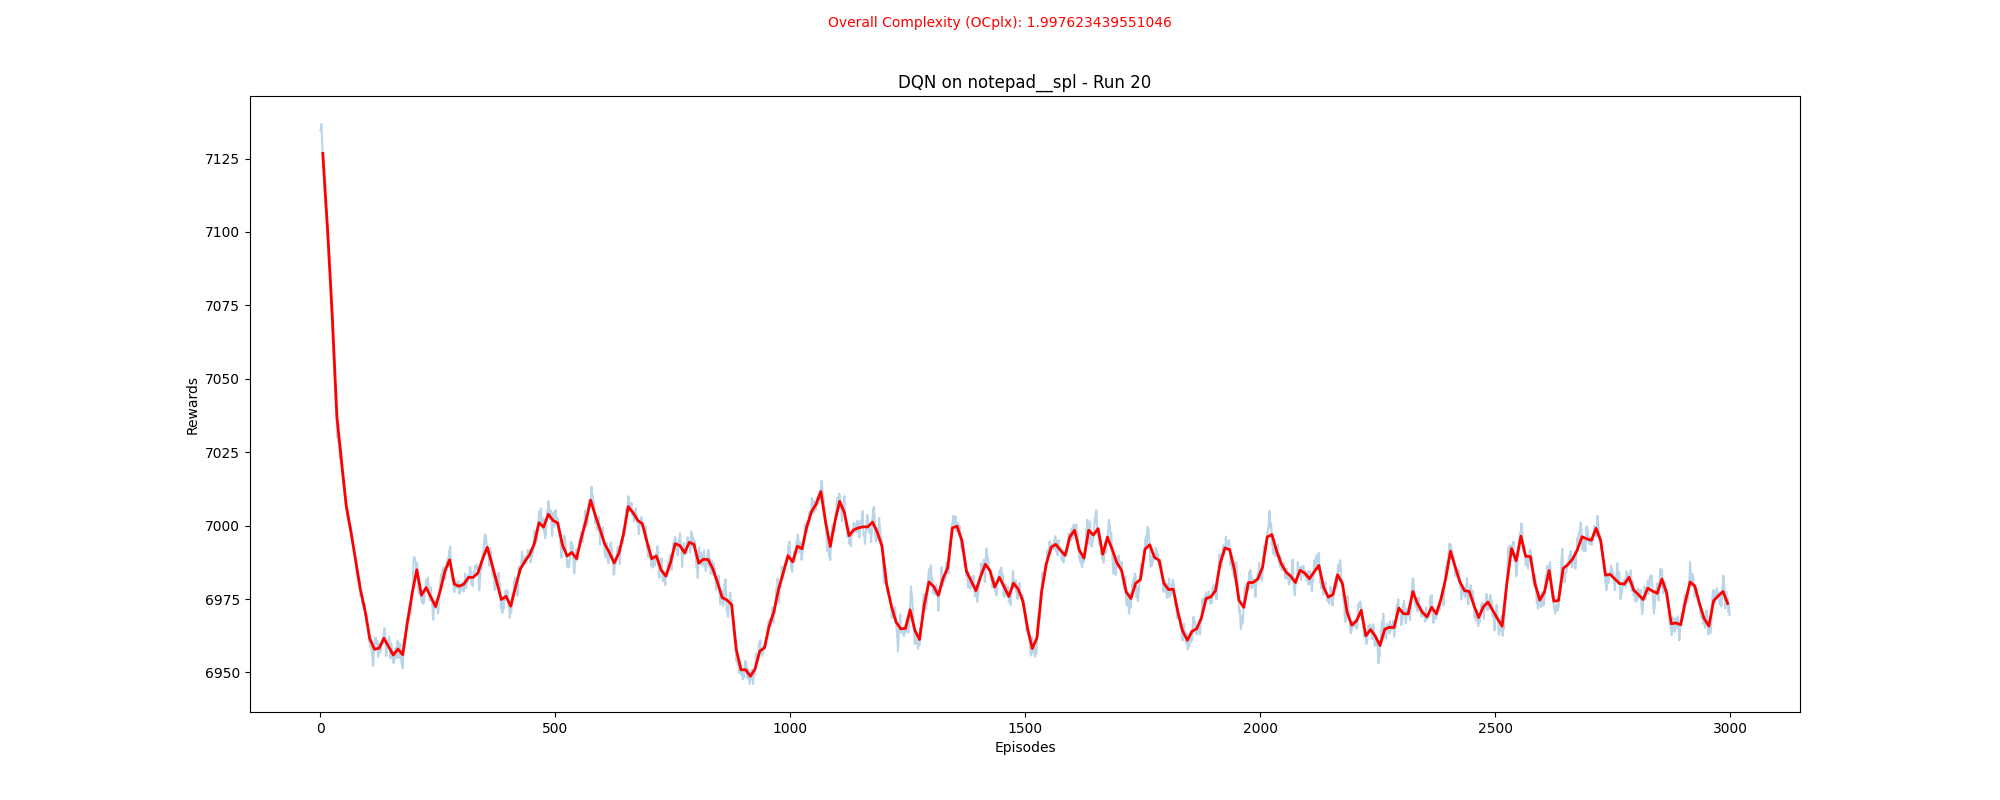 Overall Complexity (OCplx): 1.997623439551046
DQN on notepad__spl - Run 20
7125
7100
7075
7050
7025
7000
6975
6950
Rewards
0 500 1000 1500 2000 2500 3000
Episodes